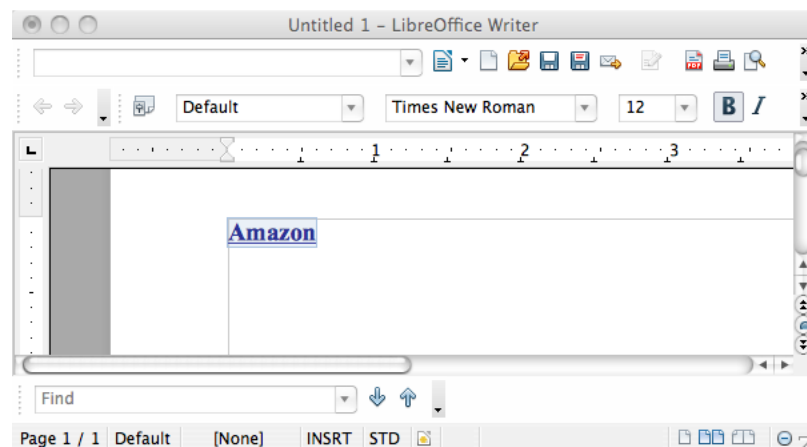 Untitled 1 – LibreOffice Writer
PDF
Default Times New Roman 12 B I
1 2 3
Amazon
Find
Page 1 / 1 Default [None] INSRT STD